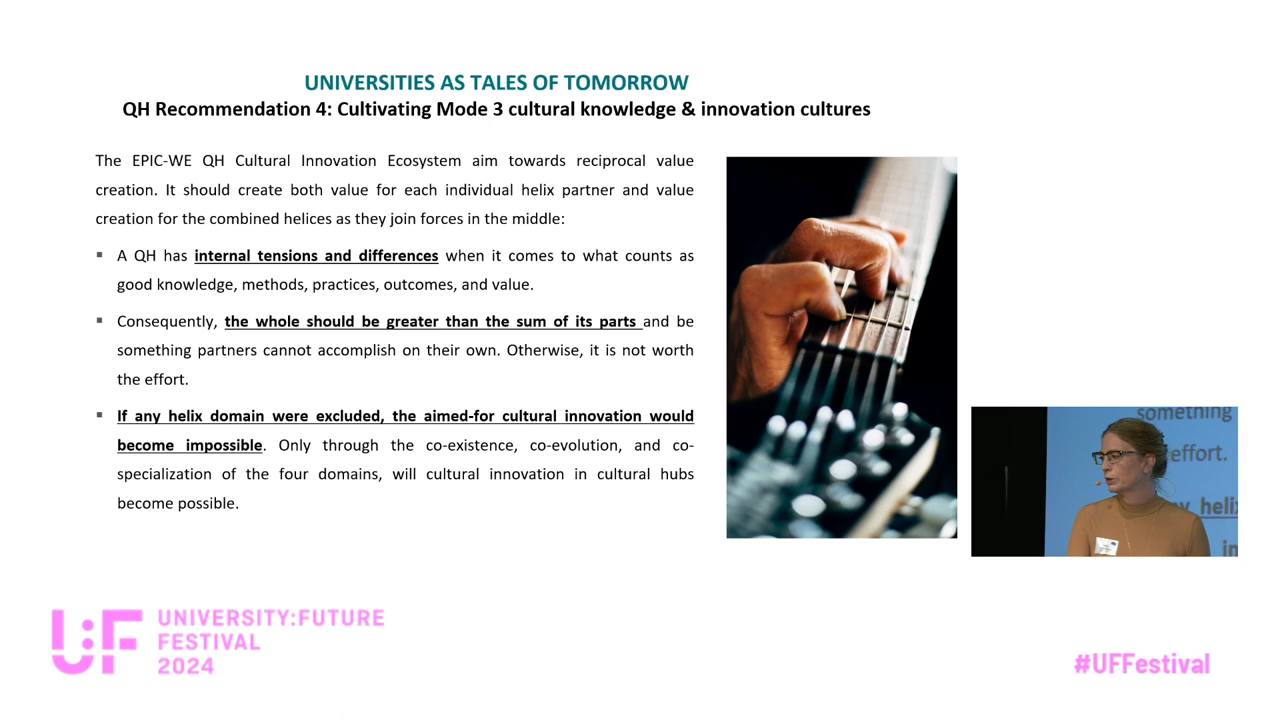 UNIVERSITIES AS TALES OF TOMORROW
QH Recommendation 4: Cultivating Mode 3 cultural knowledge & innovation cultures
The EPIC-WE QH Cultural Innovation Ecosystem aim towards reciprocal value
creation. It should create both value for each individual helix partner and value
creation for the combined helices as they join forces in the middle:
▪ A QH has internal tensions and differences when it comes to what counts as
good knowledge, methods, practices, outcomes, and value.
▪ Consequently, the whole should be greater than the sum of its parts and be
something partners cannot accomplish on their own. Otherwise, it is not worth
the effort.
▪ If any helix domain were excluded, the aimed-for cultural innovation would
become impossible. Only through the co-existence, co-evolution, and co-
specialization of the four domains, will cultural innovation in cultural hubs
become possible.
something
effort.
ny helix
in
U:F UNIVERSITY:FUTURE
FESTIVAL
2024
#UFFestival